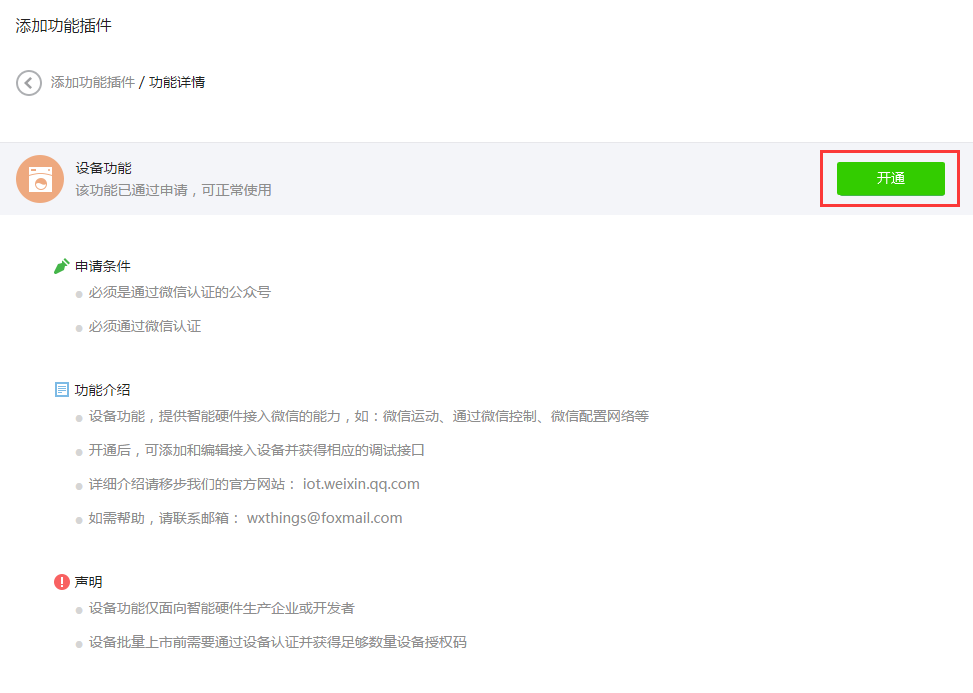 添加功能插件
添加功能插件 / 功能详情
设备功能
该功能已通过申请，可正常使用
开通
申请条件
必须是通过微信认证的公众号
必须通过微信认证
功能介绍
设备功能，提供智能硬件接入微信的能力，如：微信运动、通过微信控制、微信配置网络等
开通后，可添加和编辑接入设备并获得相应的调试接口
详细介绍请移步我们的官方网站： iot.weixin.qq.com
如需帮助，请联系邮箱： wxthings@foxmail.com
声明
设备功能仅面向智能硬件生产企业或开发者
设备批量上市前需要通过设备认证并获得足够数量设备授权码